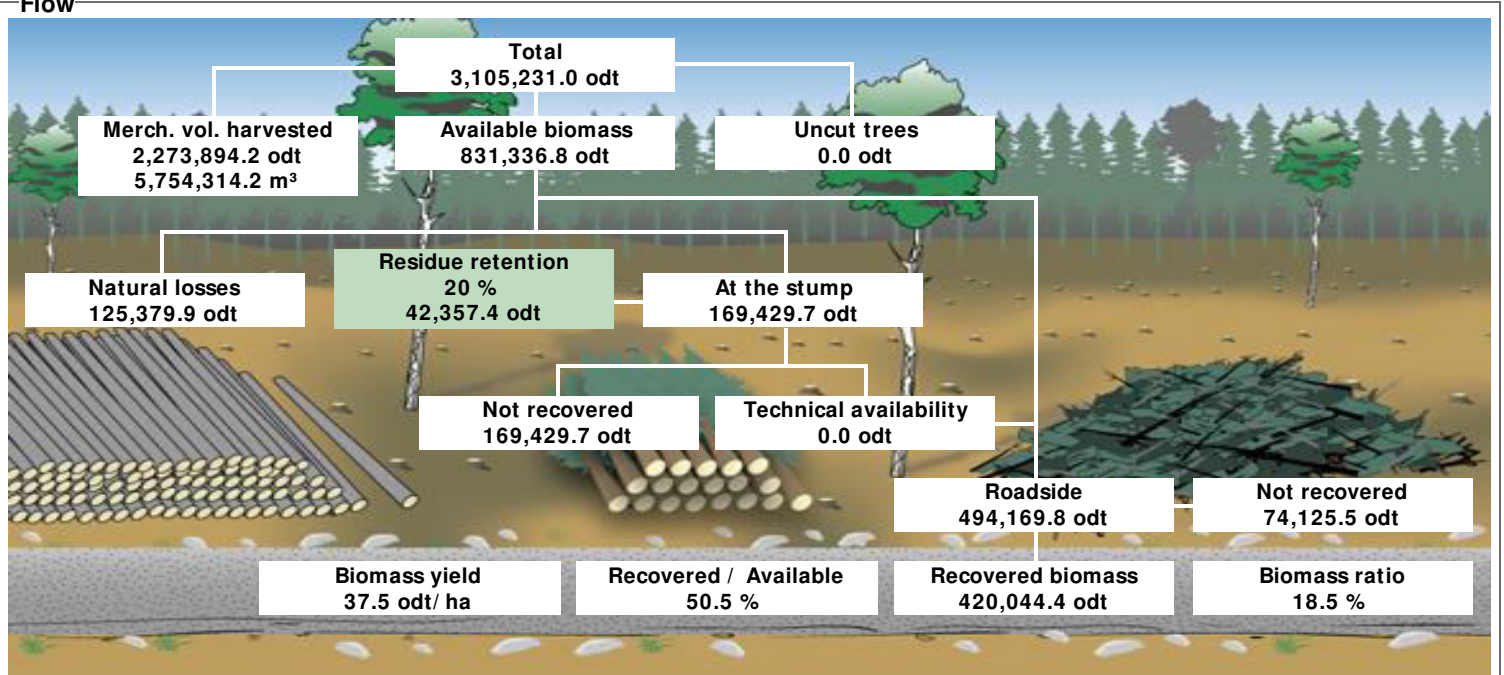 Flow
Total
3,105,231.0 odt
Merch. vol. harvested
2,273,894.2 odt
5,754,314.2 m³
Available biomass
831,336.8 odt
Uncut trees
0.0 odt
Natural losses
125,379.9 odt
Residue retention
20 %
42,357.4 odt
At the stump
169,429.7 odt
Not recovered
169,429.7 odt
Technical availability
0.0 odt
Roadside
494,169.8 odt
Not recovered
74,125.5 odt
Biomass yield
37.5 odt/ ha
Recovered / Available
50.5 %
Recovered biomass
420,044.4 odt
Biomass ratio
18.5 %